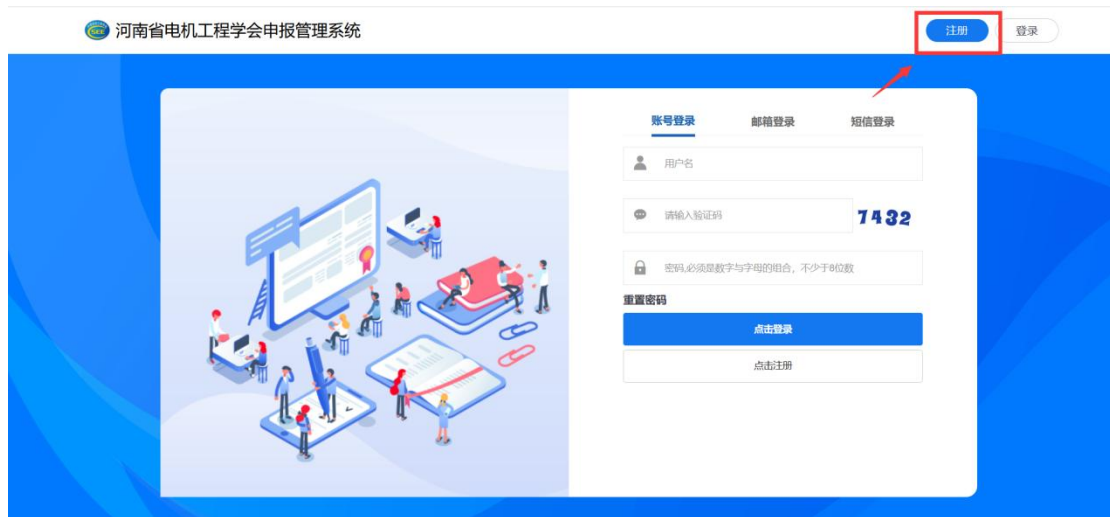 SEE 河南省电机工程学会申报管理系统 注册 登录
账号登录 邮箱登录 短信登录
用户名
请输入验证码 7432
密码,必须是数字与字母的组合，不少于8位数
重置密码
点击登录
点击注册